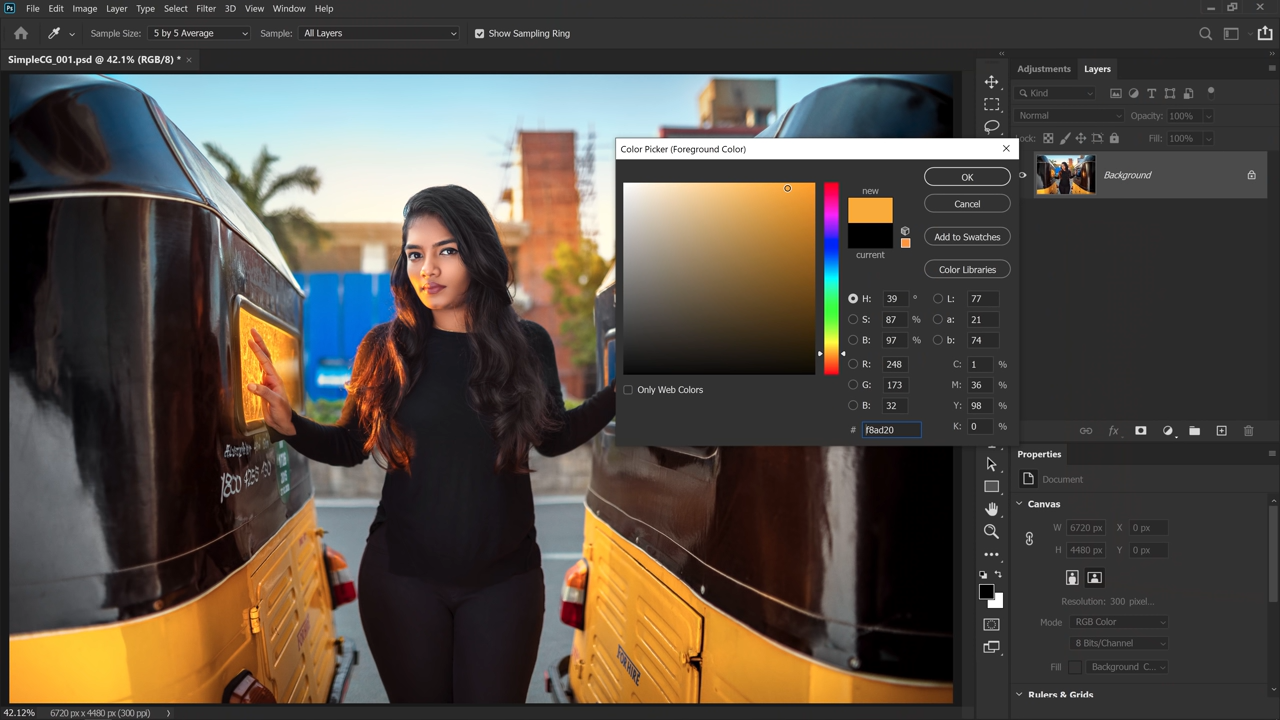 File Edit Image Layer Type Select Filter 3D View Window Help
Sample Size: 5 by 5 Average Sample: All Layers Show Sampling Ring
SimpleCG_001.psd @ 42.1% (RGB/8) *
Adjustments Layers
Kind
Normal Opacity: 100%
Lock: Fill: 100%
Background
Color Picker (Foreground Color)
new
current
OK
Cancel
Add to Swatches
Color Libraries
H: 39 ° L: 77
S: 87 % a: 21
B: 97 % b: 74
R: 248 C: 1 %
G: 173 M: 36 %
B: 32 Y: 98 %
# f8ad20 K: 0 %
Only Web Colors
FOR HIRE
Properties
Document
Canvas
W 6720 px X 0 px
H 4480 px Y 0 px
Resolution: 300 pixel...
Mode RGB Color
8 Bits/Channel
Fill Background C...
Rulers & Grids
42.12% 6720 px x 4480 px (300 ppi)